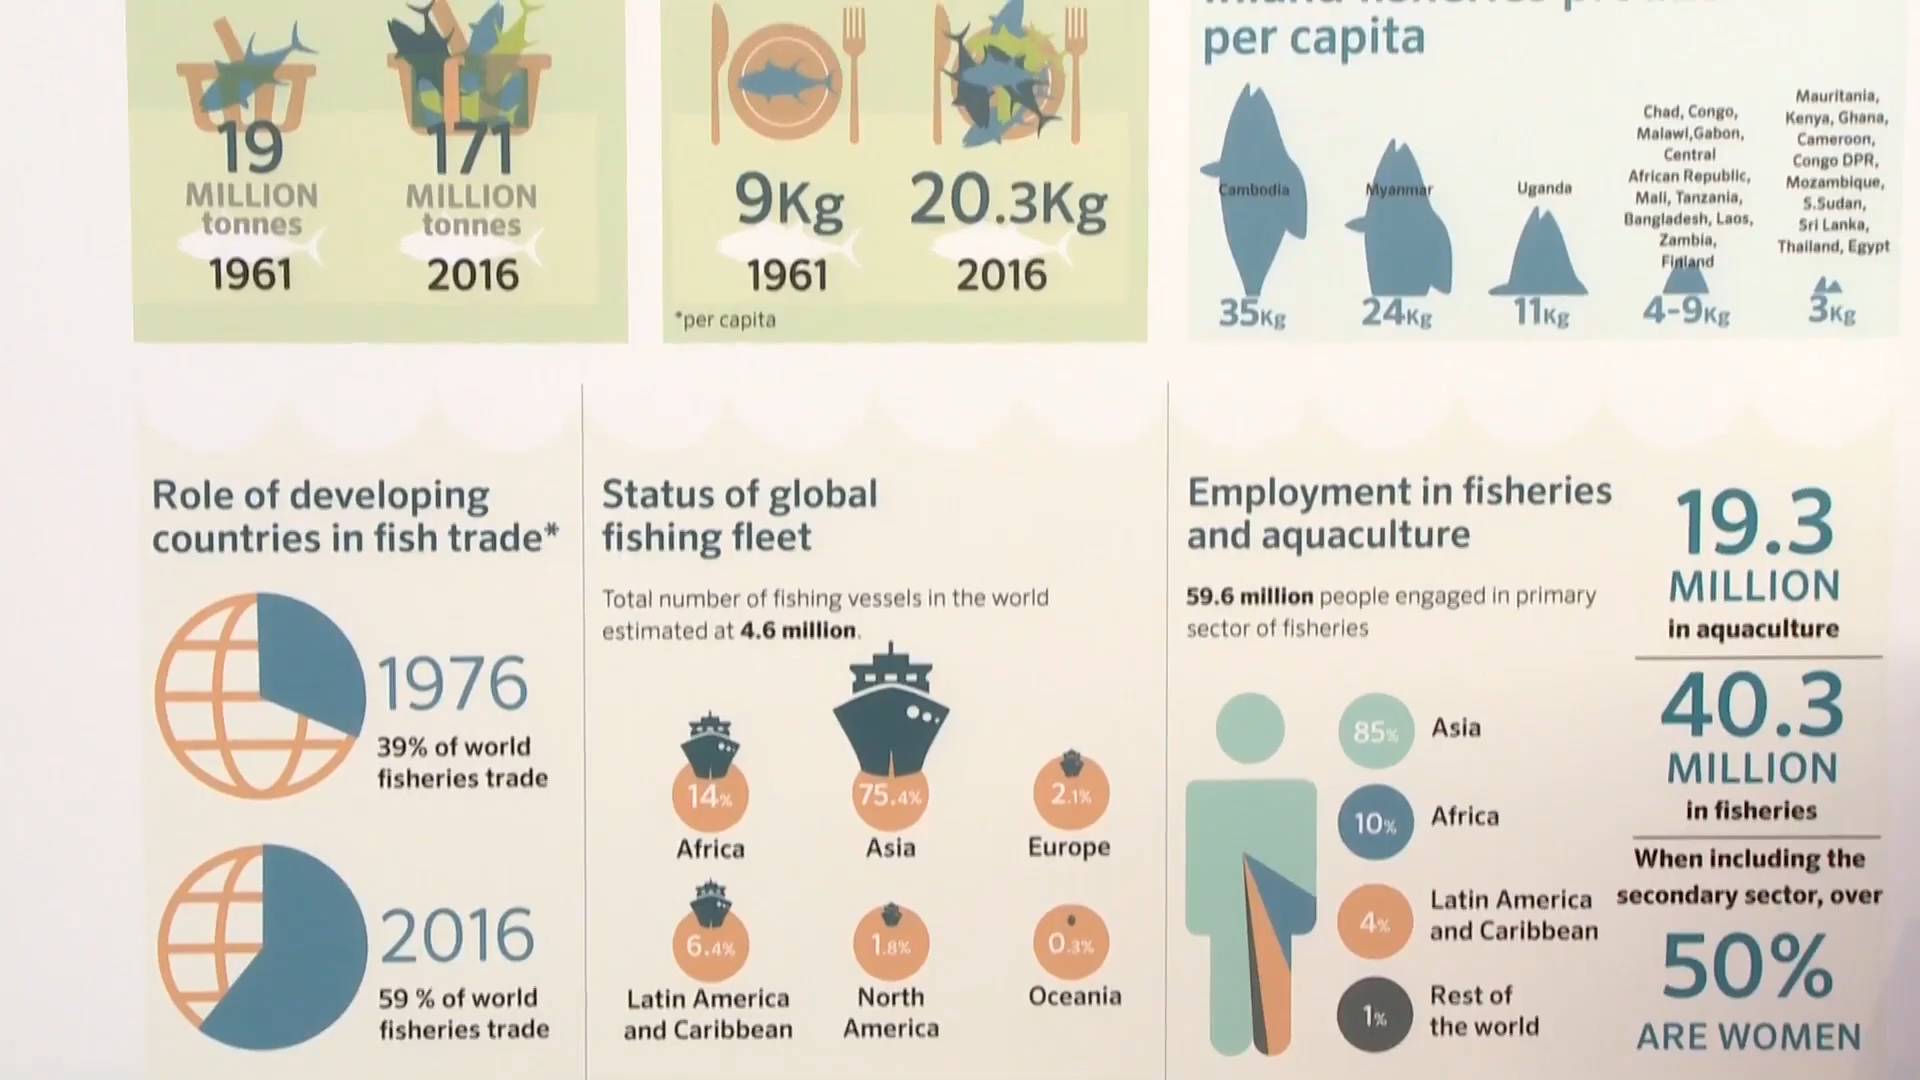 19
MILLION
tonnes
1961
171
MILLION
tonnes
2016
9Kg
1961
20.3Kg
2016
*per capita
per capita
Cambodia
35Kg
Myanmar
24Kg
Uganda
11Kg
Chad, Congo,
Malawi,Gabon,
Central
African Republic,
Mali, Tanzania,
Bangladesh, Laos,
Zambia,
Finland
4-9Kg
Mauritania,
Kenya, Ghana,
Cameroon,
Congo DPR,
Mozambique,
S.Sudan,
Sri Lanka,
Thailand, Egypt
3Kg
Role of developing
countries in fish trade*
1976
39% of world
fisheries trade
2016
59 % of world
fisheries trade
Status of global
fishing fleet
Total number of fishing vessels in the world
estimated at 4.6 million.
14%
Africa
75.4%
Asia
2.1%
Europe
6.4%
Latin America
and Caribbean
1.8%
North
America
0.3%
Oceania
Employment in fisheries
and aquaculture
59.6 million people engaged in primary
sector of fisheries
85%
Asia
10%
Africa
4%
Latin America
and Caribbean
1%
Rest of
the world
19.3
MILLION
in aquaculture
40.3
MILLION
in fisheries
When including the
secondary sector, over
50%
ARE WOMEN